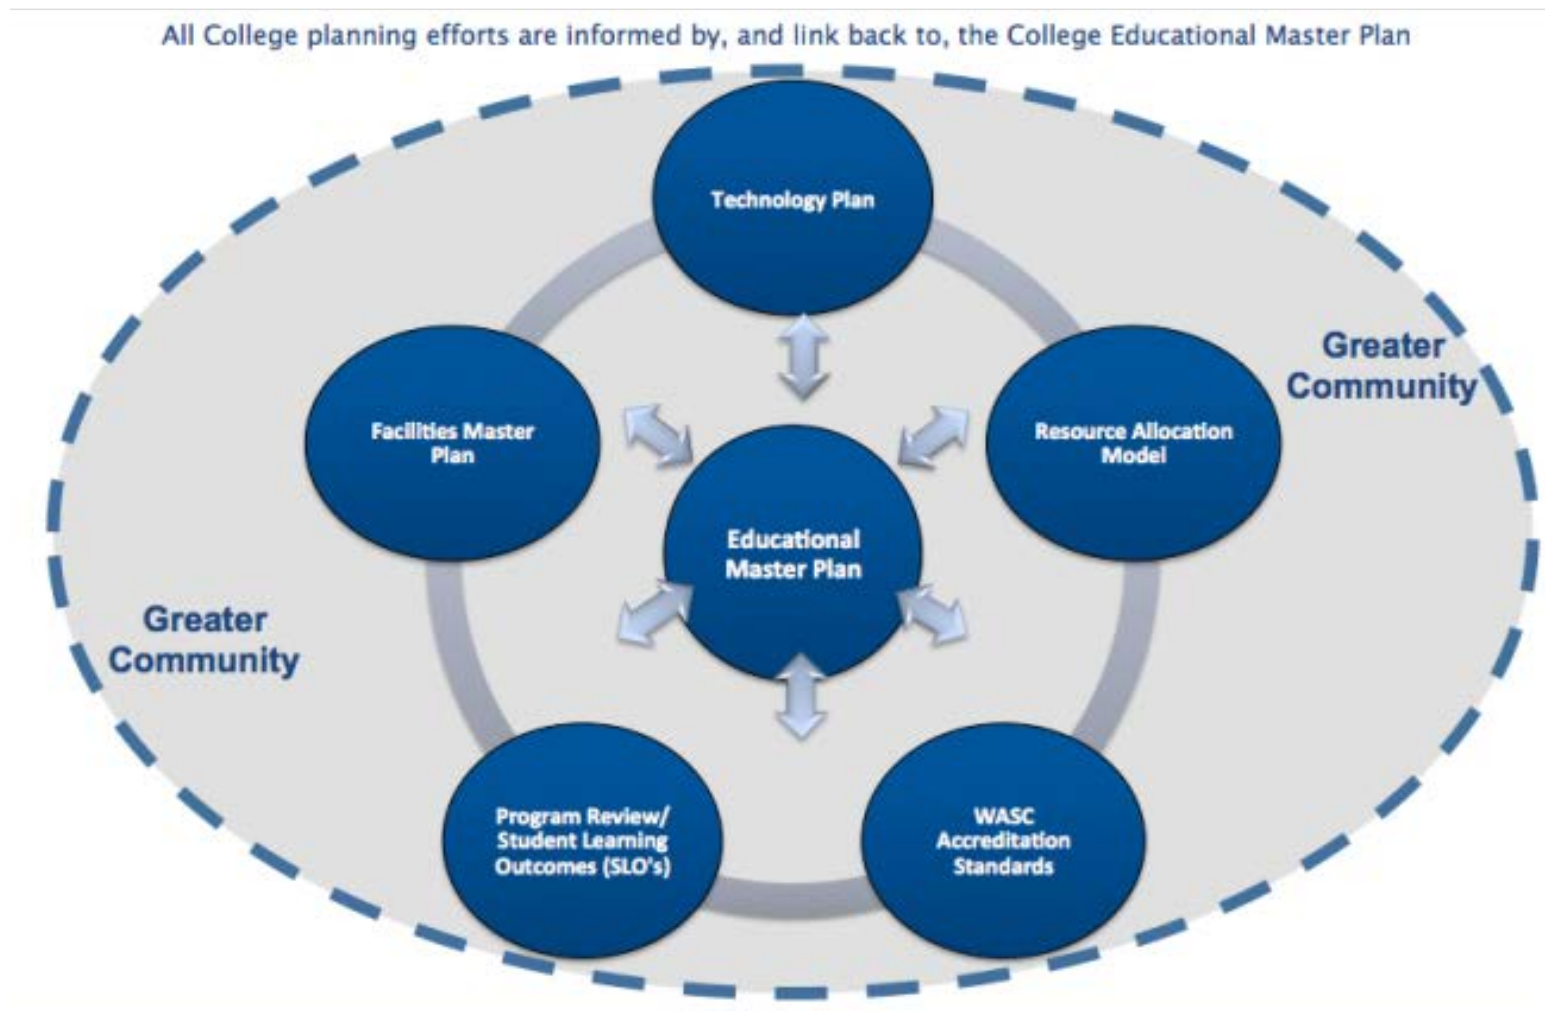 All College planning efforts are informed by, and link back to, the College Educational Master Plan
Technology Plan
Greater
Community
Facilities Master
Plan
Resource Allocation
Model
Educational
Master Plan
Greater
Community
Program Review/
Student Learning
Outcomes (SLO's)
WASC
Accreditation
Standards